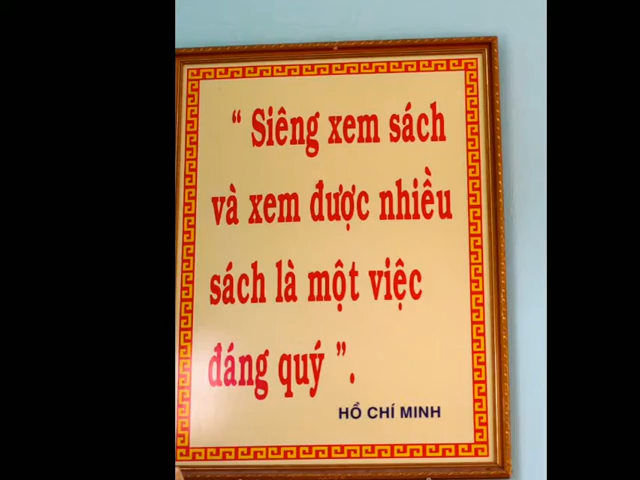 “ Siêng xem sách
và xem được nhiều
sách là một việc
đáng quý ”.
HỒ CHÍ MINH